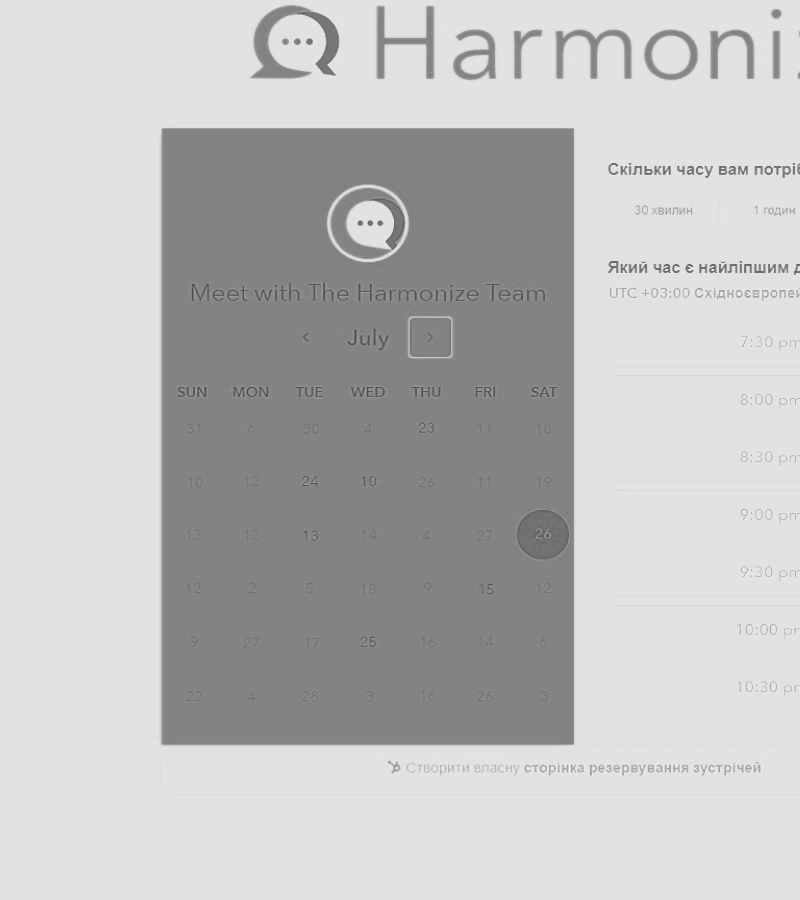 Harmoniz
Meet with The Harmonize Team
July
SUN MON TUE WED THU FRI SAT
31 6 30 4 23 11 18
10 12 24 10 26 11 19
13 12 13 14 4 27 26
12 2 5 18 9 15 12
9 27 17 25 16 14 6
22 4 28 3 16 26 3
Скільки часу вам потріб
30 хвилин 1 годин
Який час є найліпшим д
UTC +03:00 Східноєвропей
7:30 pm
8:00 pm
8:30 pm
9:00 pm
9:30 pm
10:00 pm
10:30 pm
Створити власну сторінка резервування зустрічей